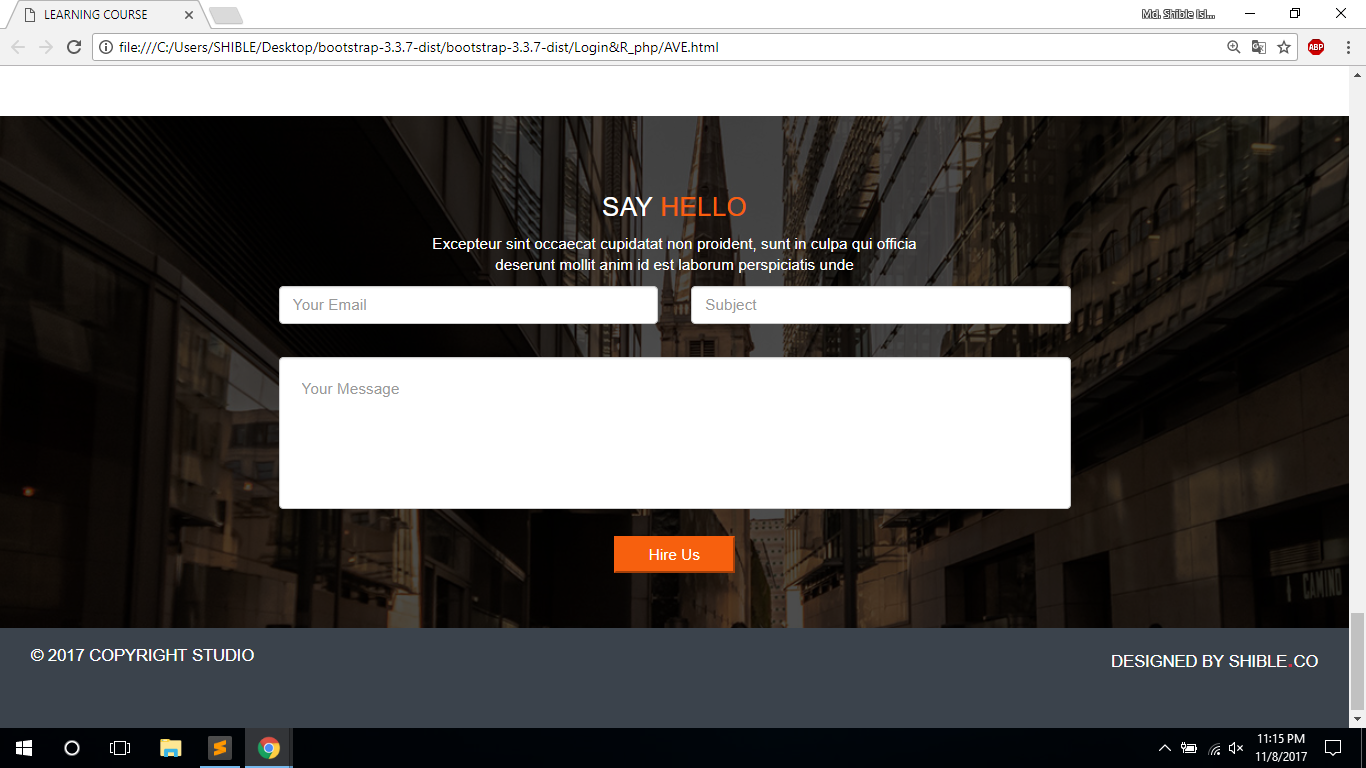 LEARNING COURSE
Md. Shible Isl...
file:///C:/Users/SHIBLE/Desktop/bootstrap-3.3.7-dist/bootstrap-3.3.7-dist/Login&R_php/AVE.html
ABP
SAY HELLO
Excepteur sint occaecat cupidatat non proident, sunt in culpa qui officia
deserunt mollit anim id est laborum perspiciatis unde
Your Email
Subject
Your Message
Hire Us
CAMINO
© 2017 COPYRIGHT STUDIO
DESIGNED BY SHIBLE.CO
11:15 PM
11/8/2017